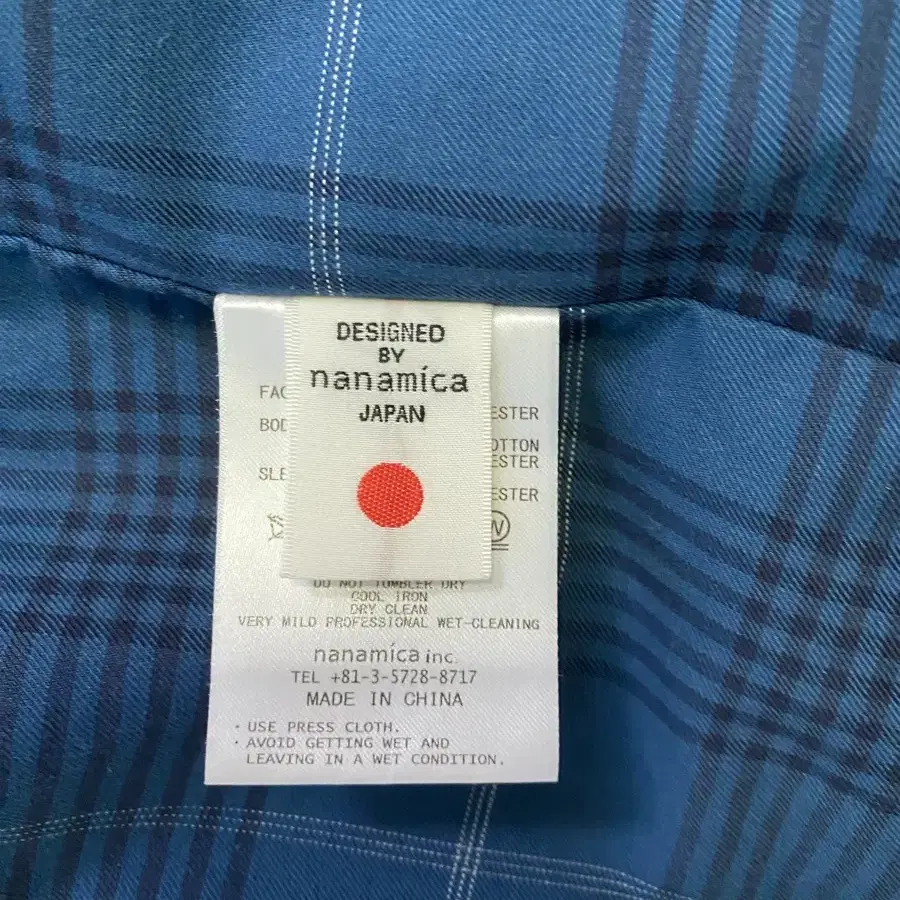 DESIGNED
BY
nanamica
JAPAN
FAC
BOD
SLE
ESTER
OTTON
ESTER
ESTER
W
DO NOT TUMBLER DRY
COOL IRON
DRY CLEAN
VERY MILD PROFESSIONAL WET-CLEANING
nanamica inc.
TEL +81-3-5728-8717
MADE IN CHINA
・USE PRESS CLOTH.
・AVOID GETTING WET AND
LEAVING IN A WET CONDITION.